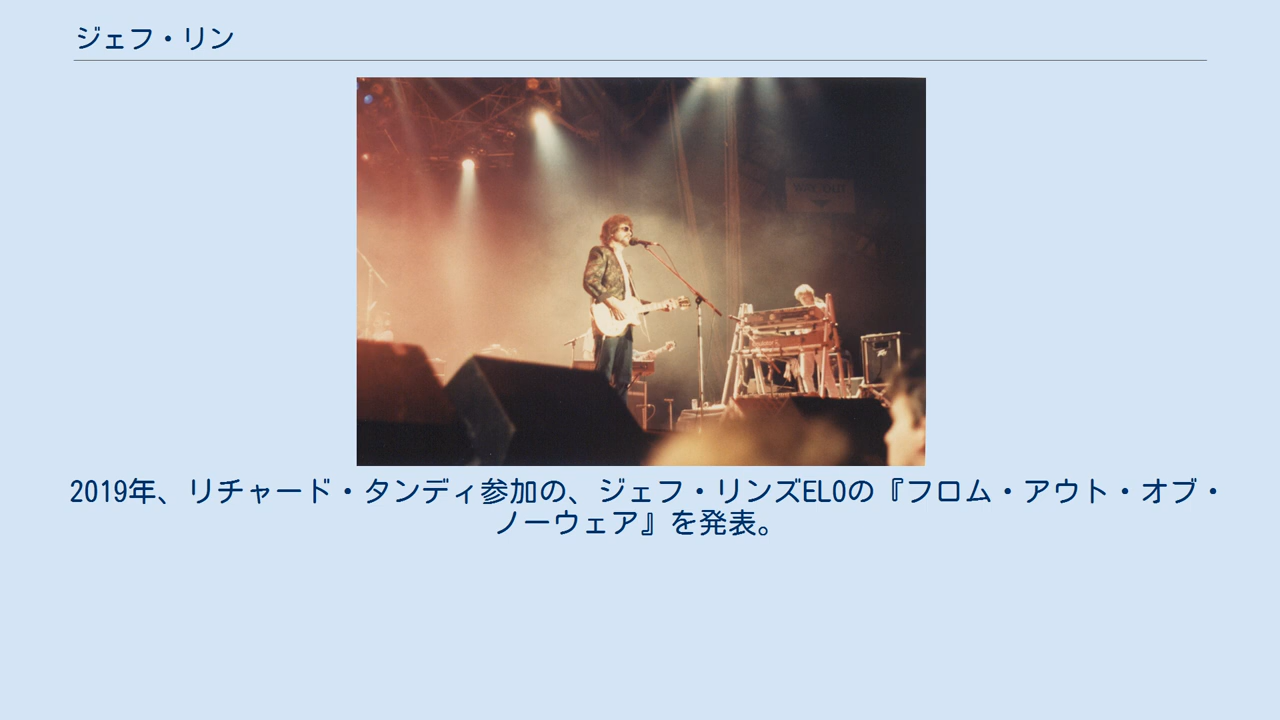 ジェフ・リン
WAY OUT
2019年、リチャード・タンディ参加の、ジェフ・リンズELOの『フロム・アウト・オブ・
ノーウェア』を発表。